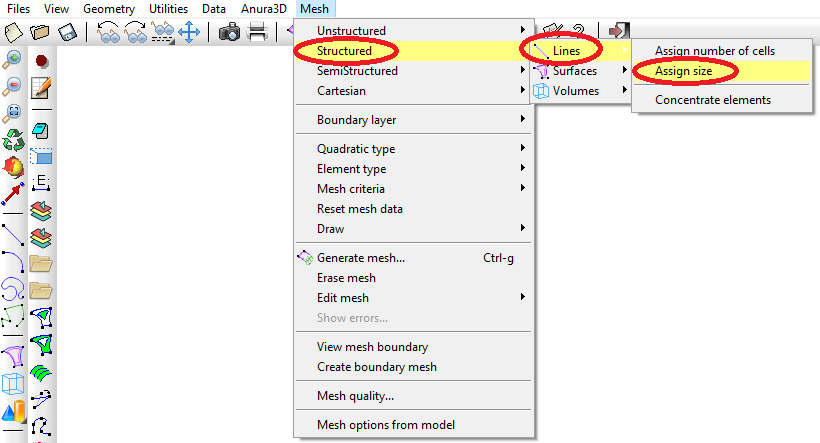 Files View Geometry Utilities Data Anura3D Mesh
Unstructured
Structured
SemiStructured
Cartesian
Boundary layer
Quadratic type
Element type
Mesh criteria
Reset mesh data
Draw
Generate mesh... Ctrl-g
Erase mesh
Edit mesh
Show errors...
View mesh boundary
Create boundary mesh
Mesh quality...
Mesh options from model
Lines
Surfaces
Volumes
Assign number of cells
Assign size
Concentrate elements
E